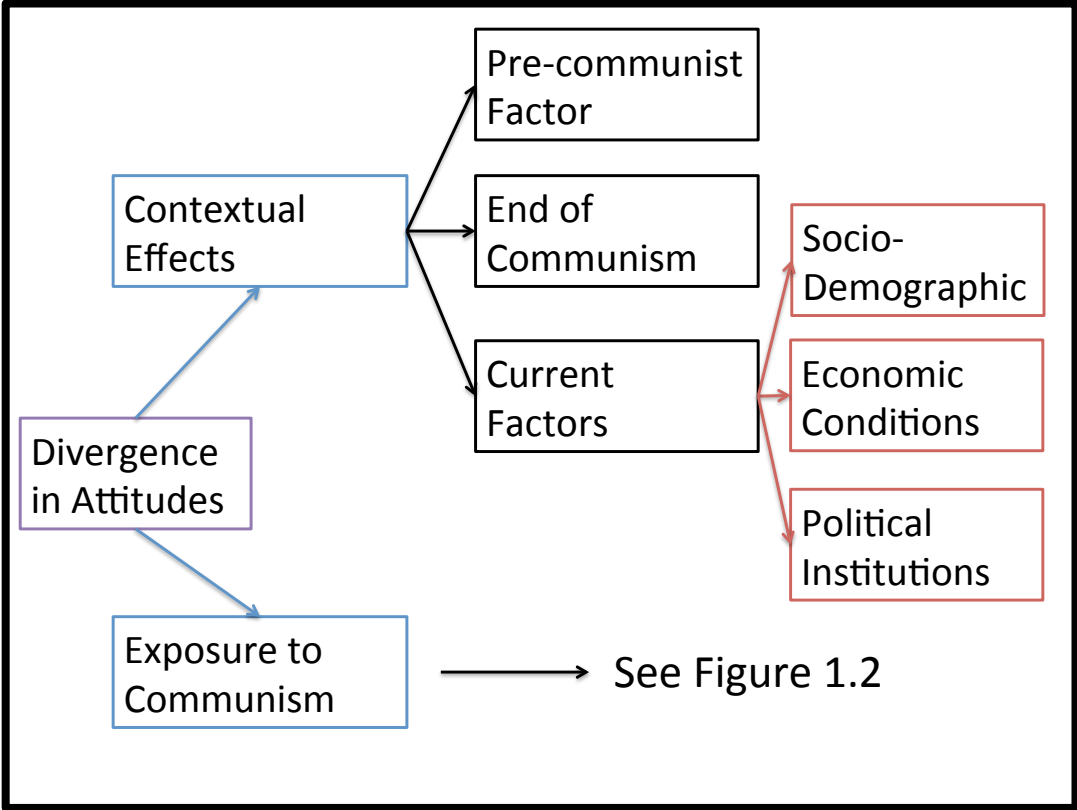 Pre-communist
Factor
Contextual
Effects
End of
Communism
Socio-
Demographic
Current
Factors
Economic
Conditions
Divergence
in Attitudes
Political
Institutions
Exposure to
Communism
See Figure 1.2